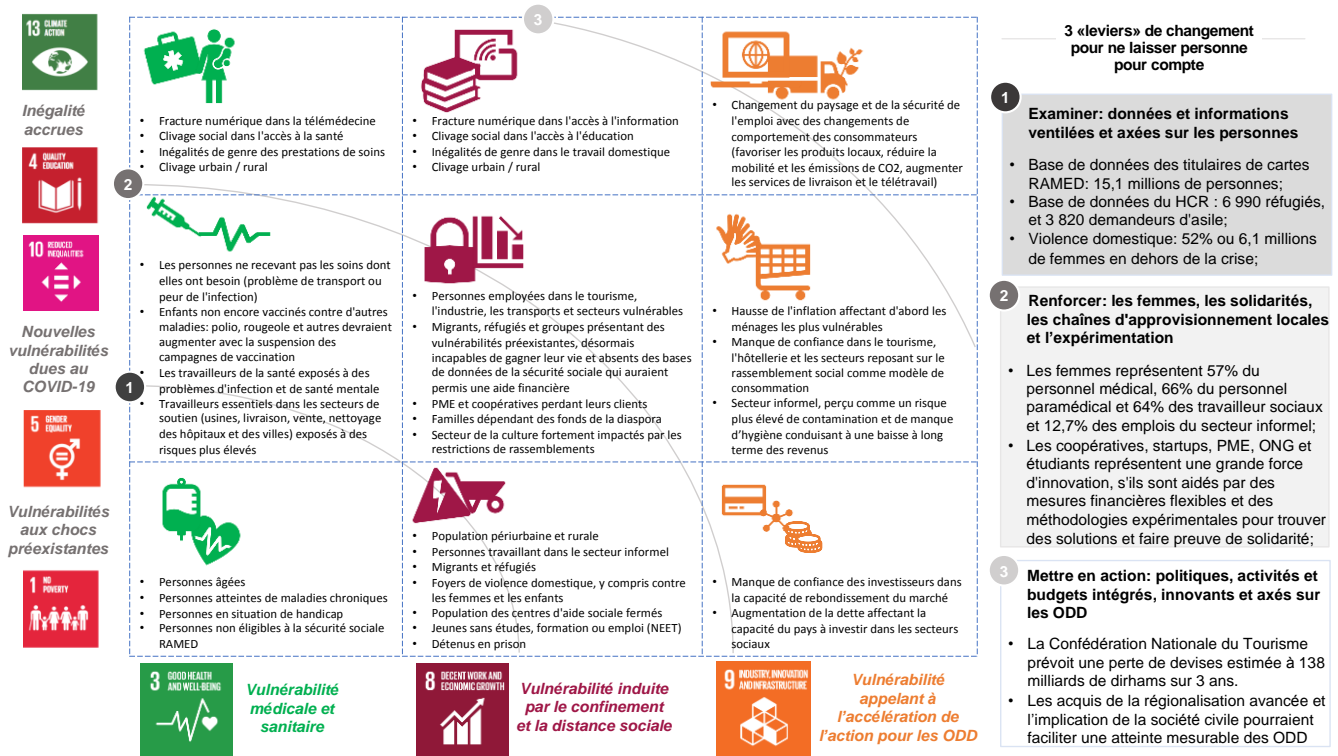 13 CLIMATE
ACTION
Inégalité
accrues
4 QUALITY
EDUCATION
10 REDUCED
INEQUALITIES
Nouvelles
vulnérabilités
dues au
COVID-19
5 GENDER
EQUALITY
Vulnérabilités
aux chocs
préexistantes
1 NO
POVERTY
3
2
1
• Fracture numérique dans la télémédecine
• Clivage social dans l'accès à la santé
• Inégalités de genre des prestations de soins
• Clivage urbain / rural
• Fracture numérique dans l'accès à l'information
• Clivage social dans l'accès à l'éducation
• Inégalités de genre dans le travail domestique
• Clivage urbain / rural
• Changement du paysage et de la sécurité de
l'emploi avec des changements de
comportement des consommateurs
(favoriser les produits locaux, réduire la
mobilité et les émissions de CO2, augmenter
les services de livraison et le télétravail)
• Les personnes ne recevant pas les soins dont
elles ont besoin (problème de transport ou
peur de l'infection)
• Enfants non encore vaccinés contre d'autres
maladies: polio, rougeole et autres devraient
augmenter avec la suspension des
campagnes de vaccination
• Les travailleurs de la santé exposés à des
problèmes d'infection et de santé mentale
• Travailleurs essentiels dans les secteurs de
soutien (usines, livraison, vente, nettoyage
des hôpitaux et des villes) exposés à des
risques plus élevés
• Personnes employées dans le tourisme,
l'industrie, les transports et secteurs vulnérables
• Migrants, réfugiés et groupes présentant des
vulnérabilités préexistantes, désormais
incapables de gagner leur vie et absents des bases
de données de la sécurité sociale qui auraient
permis une aide financière
• PME et coopératives perdant leurs clients
• Familles dépendant des fonds de la diaspora
• Secteur de la culture fortement impactés par les
restrictions de rassemblements
• Hausse de l'inflation affectant d'abord les
ménages les plus vulnérables
• Manque de confiance dans le tourisme,
l'hôtellerie et les secteurs reposant sur le
rassemblement social comme modèle de
consommation
• Secteur informel, perçu comme un risque
plus élevé de contamination et de manque
d'hygiène conduisant à une baisse à long
terme des revenus
• Personnes âgées
• Personnes atteintes de maladies chroniques
• Personnes en situation de handicap
• Personnes non éligibles à la sécurité sociale
RAMED
• Population périurbaine et rurale
• Personnes travaillant dans le secteur informel
• Migrants et réfugiés
• Foyers de violence domestique, y compris contre
les femmes et les enfants
• Population des centres d'aide sociale fermés
• Jeunes sans études, formation ou emploi (NEET)
• Détenus en prison
• Manque de confiance des investisseurs dans
la capacité de rebondissement du marché
• Augmentation de la dette affectant la
capacité du pays à investir dans les secteurs
sociaux
3 GOOD HEALTH
AND WELL-BEING
Vulnérabilité
médicale et
sanitaire
8 DECENT WORK AND
ECONOMIC GROWTH
Vulnérabilité induite
par le confinement
et la distance sociale
9 INDUSTRY, INNOVATION
AND INFRASTRUCTURE
Vulnérabilité
appelant à
l'accélération de
l'action pour les ODD
3 «leviers» de changement
pour ne laisser personne
pour compte
1
Examiner: données et informations
ventilées et axées sur les personnes
• Base de données des titulaires de cartes
RAMED: 15,1 millions de personnes;
• Base de données du HCR : 6 990 réfugiés,
et 3 820 demandeurs d'asile;
• Violence domestique: 52% ou 6,1 millions
de femmes en dehors de la crise;
2
Renforcer: les femmes, les solidarités,
les chaînes d'approvisionnement locales
et l'expérimentation
• Les femmes représentent 57% du
personnel médical, 66% du personnel
paramédical et 64% des travailleur sociaux
et 12,7% des emplois du secteur informel;
• Les coopératives, startups, PME, ONG et
étudiants représentent une grande force
d'innovation, s'ils sont aidés par des
mesures financières flexibles et des
méthodologies expérimentales pour trouver
des solutions et faire preuve de solidarité;
3
Mettre en action: politiques, activités et
budgets intégrés, innovants et axés sur
les ODD
• La Confédération Nationale du Tourisme
prévoit une perte de devises estimée à 138
milliards de dirhams sur 3 ans.
• Les acquis de la régionalisation avancée et
l'implication de la société civile pourraient
faciliter une atteinte mesurable des ODD